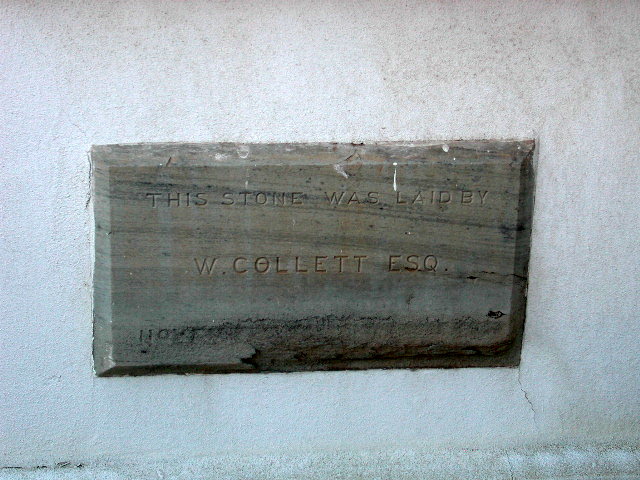 THIS STONE WAS LAID BY
W. COLLETT ESQ.